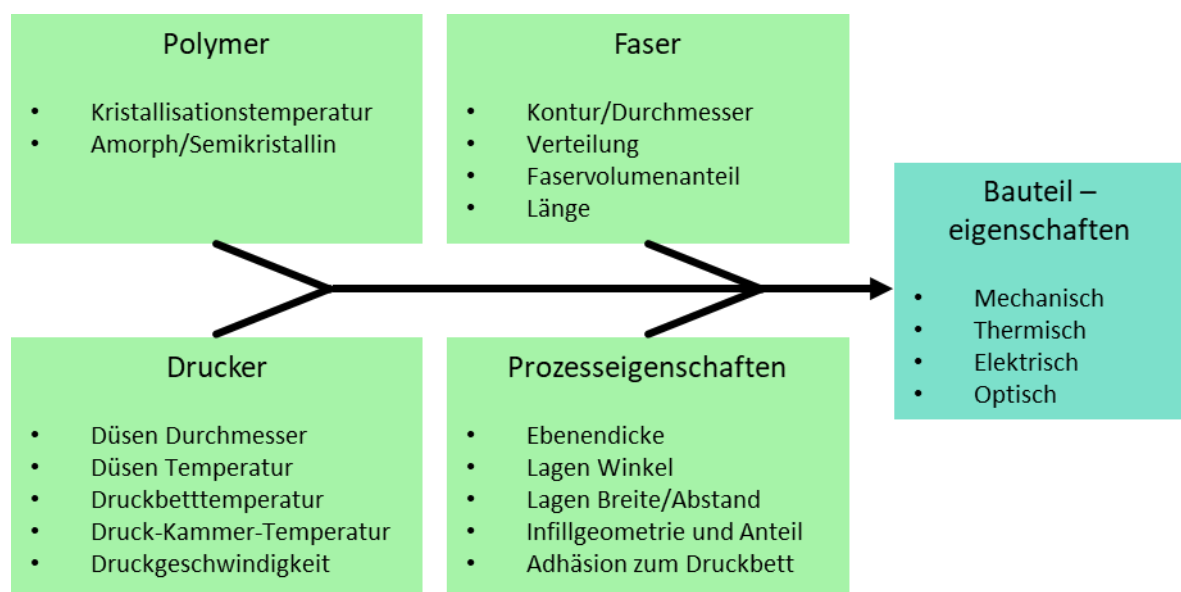 Polymer
• Kristallisationstemperatur
• Amorph/Semikristallin
Faser
• Kontur/Durchmesser
• Verteilung
• Faservolumenanteil
• Länge
Drucker
• Düsen Durchmesser
• Düsen Temperatur
• Druckbetttemperatur
• Druck-Kammer-Temperatur
• Druckgeschwindigkeit
Prozesseigenschaften
• Ebenendicke
• Lagen Winkel
• Lagen Breite/Abstand
• Infillgeometrie und Anteil
• Adhäsion zum Druckbett
Bauteil –
eigenschaften
• Mechanisch
• Thermisch
• Elektrisch
• Optisch